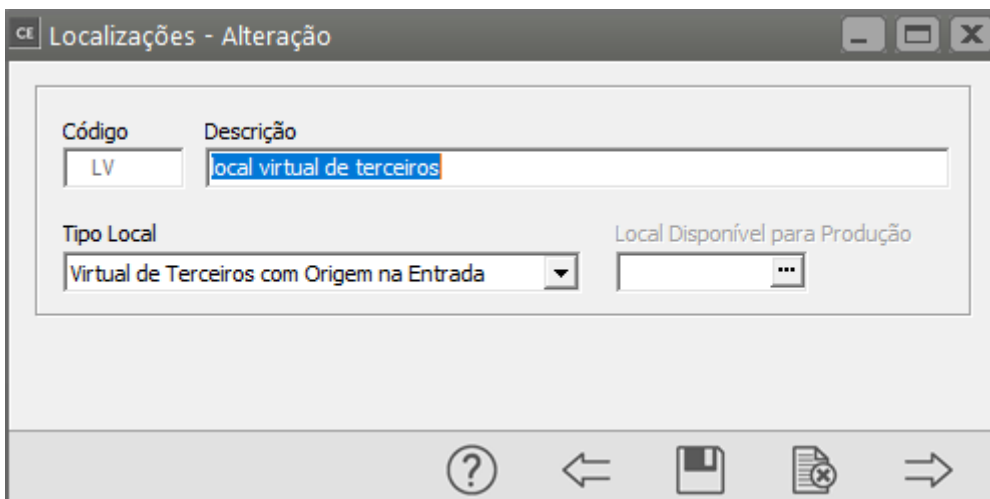 CE Localizações - Alteração
Código Descrição
LV local virtual de terceiros
Tipo Local Local Disponível para Produção
Virtual de Terceiros com Origem na Entrada ...
?